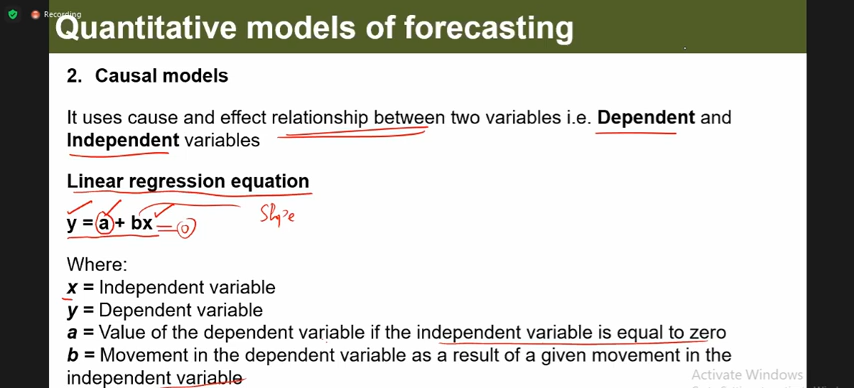 Recording
Quantitative models of forecasting
2. Causal models
It uses cause and effect relationship between two variables i.e. Dependent and
Independent variables
Linear regression equation
y = a + bx = 0
Slope
Where:
x = Independent variable
y = Dependent variable
a = Value of the dependent variable if the independent variable is equal to zero
b = Movement in the dependent variable as a result of a given movement in the
independent variable
Activate Windows